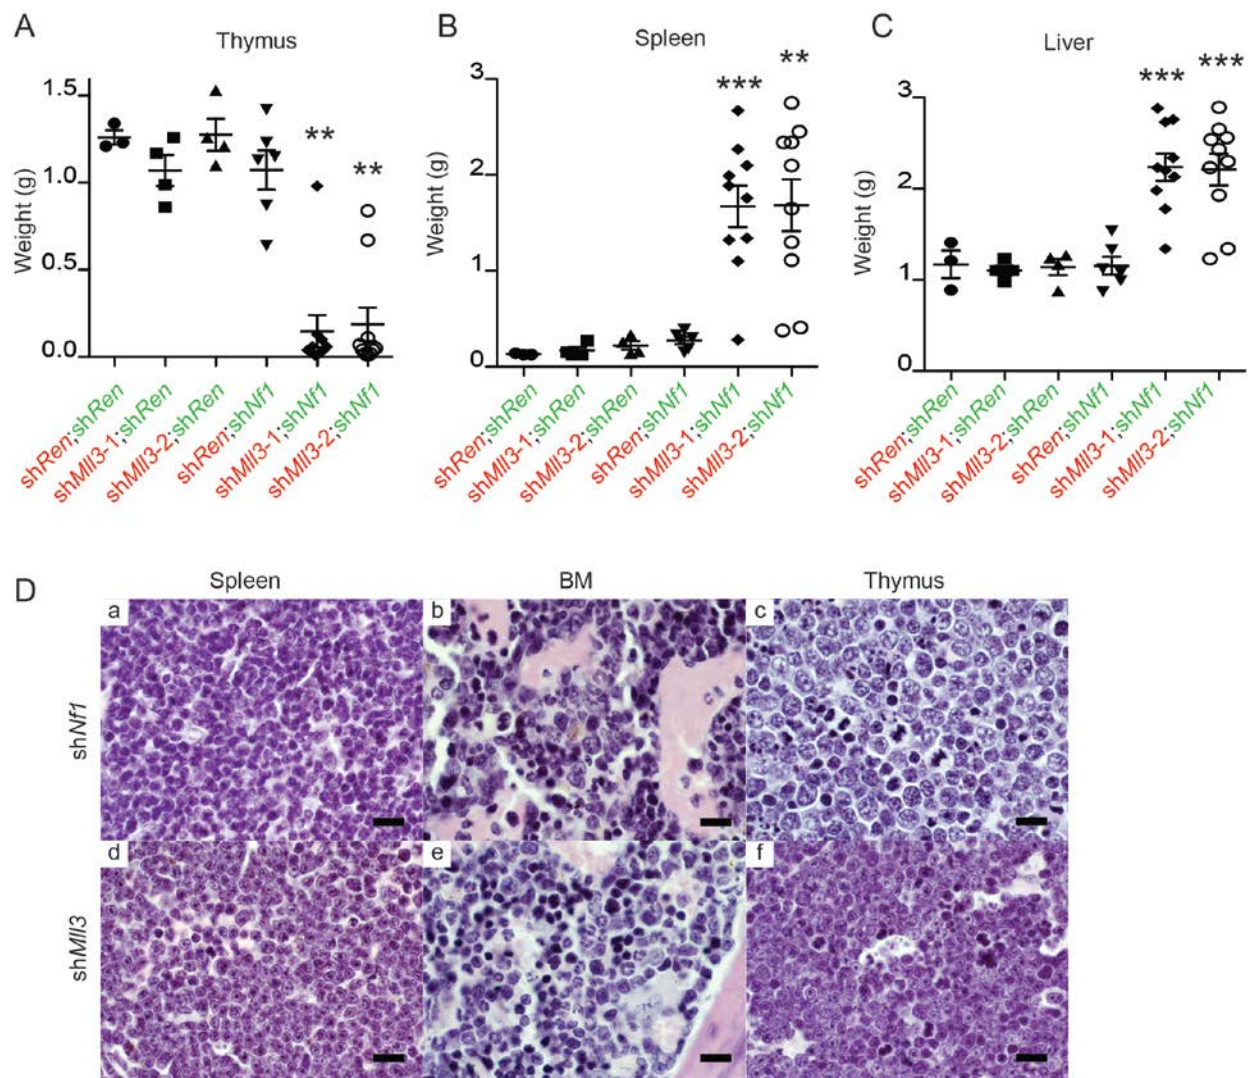 A
Thymus
Weight (g)
1.5
1.0
0.5
0.0
**
**
shRen;shRen
shMll3-1;shRen
shMll3-2;shRen
shRen;shNf1
shMll3-1;shNf1
shMll3-2;shNf1
B
Spleen
Weight (g)
3
2
1
0
***
**
shRen;shRen
shMll3-1;shRen
shMll3-2;shRen
shRen;shNf1
shMll3-1;shNf1
shMll3-2;shNf1
C
Liver
Weight (g)
3
2
1
0
***
***
shRen;shRen
shMll3-1;shRen
shMll3-2;shRen
shRen;shNf1
shMll3-1;shNf1
shMll3-2;shNf1
D
Spleen
BM
Thymus
shNf1
a
b
c
shMll3
d
e
f